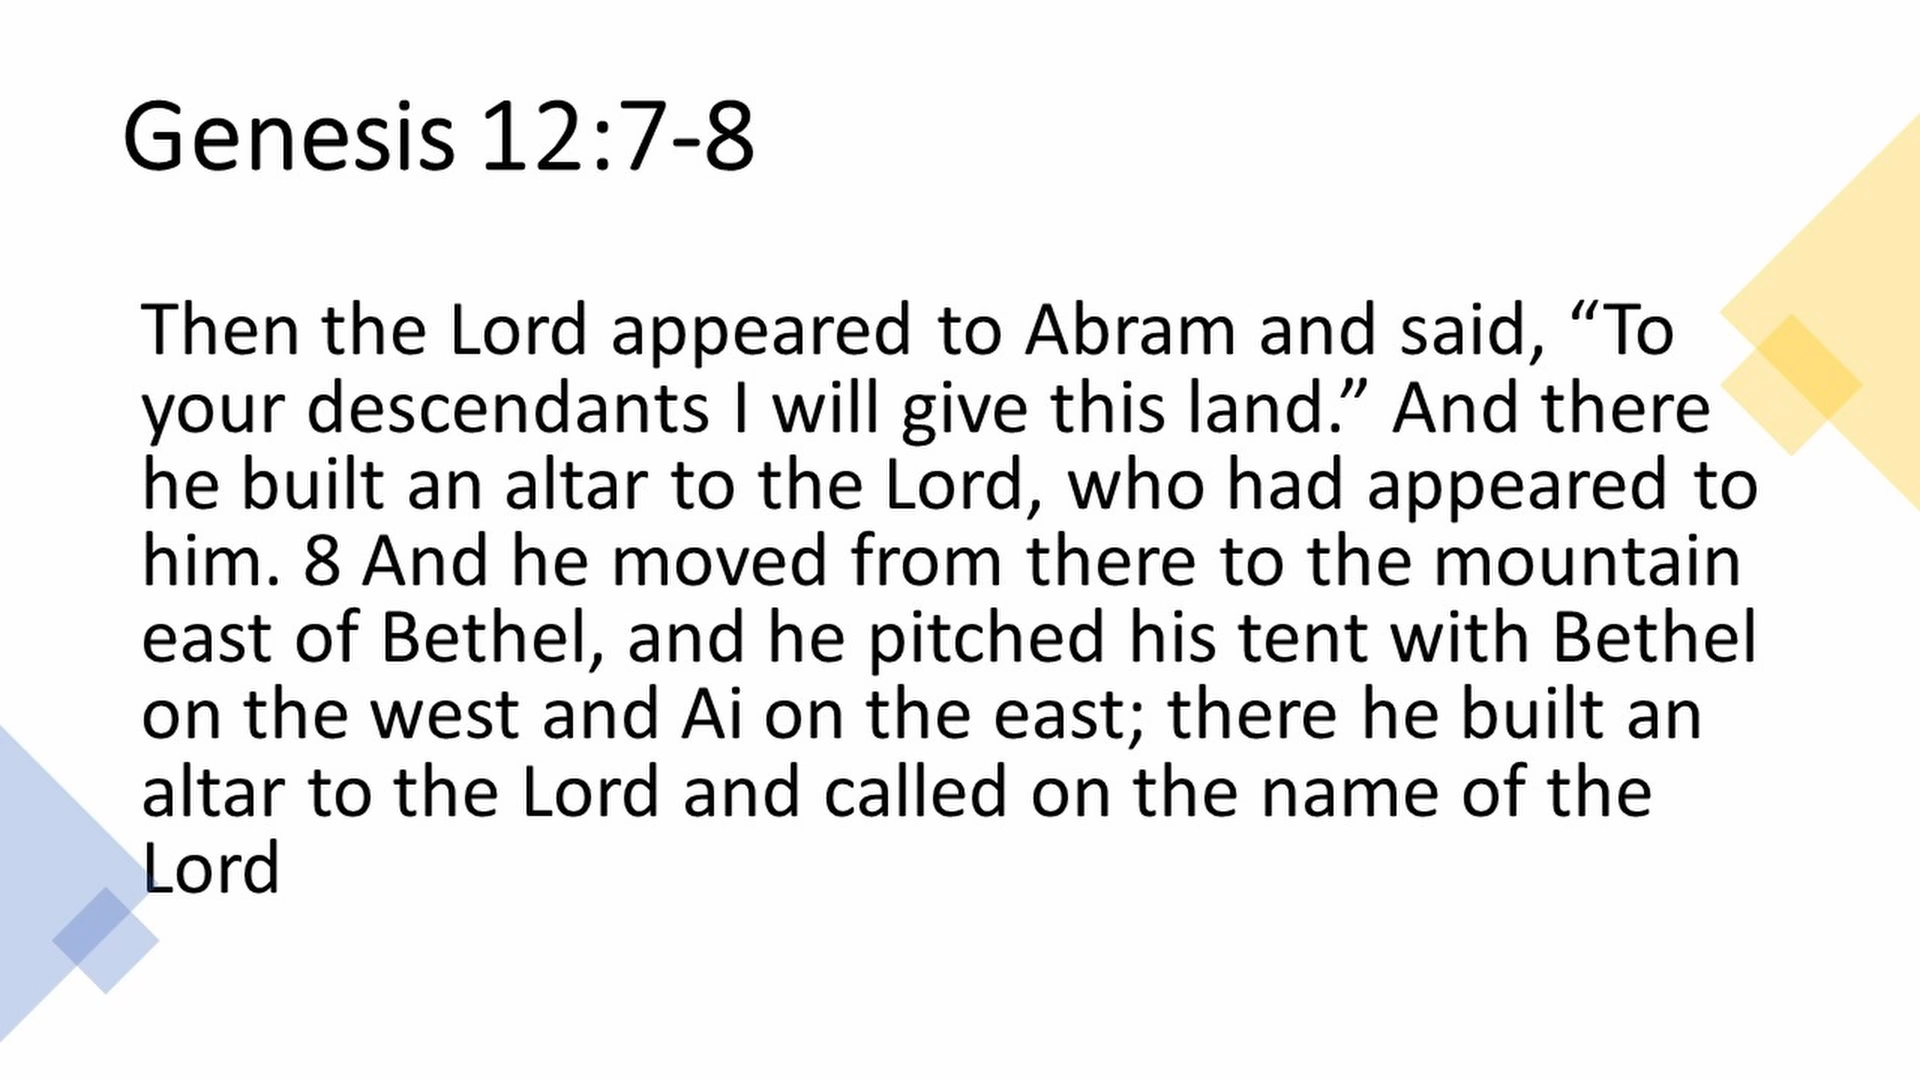 Genesis 12:7-8
Then the Lord appeared to Abram and said, “To
your descendants I will give this land.” And there
he built an altar to the Lord, who had appeared to
him. 8 And he moved from there to the mountain
east of Bethel, and he pitched his tent with Bethel
on the west and Ai on the east; there he built an
altar to the Lord and called on the name of the
Lord